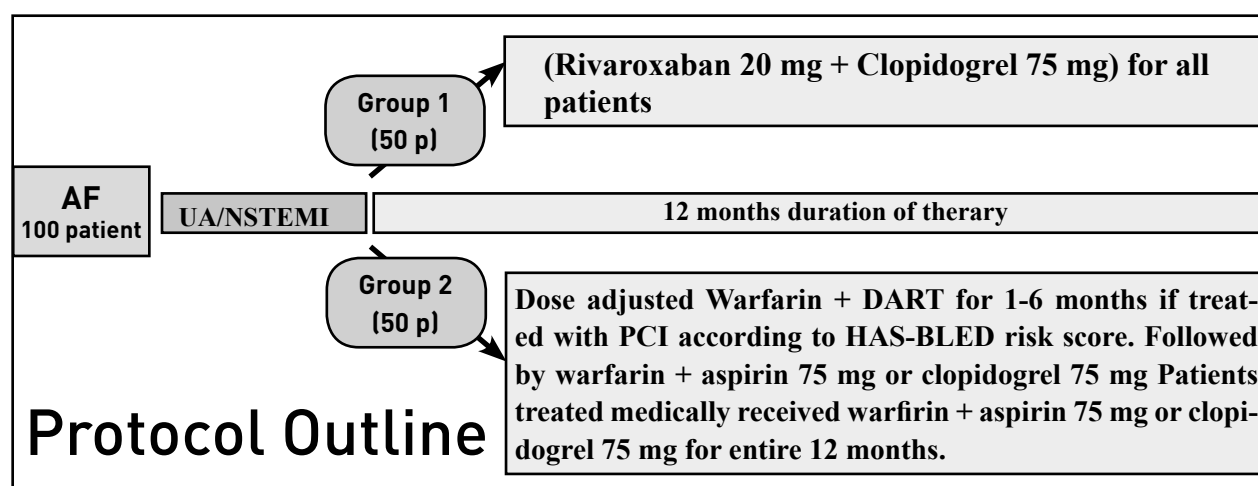 (Rivaroxaban 20 mg + Clopidogrel 75 mg) for all
patients
Group 1
(50 p)
AF
100 patient
UA/NSTEMI
12 months duration of therary
Group 2
(50 p)
Dose adjusted Warfarin + DART for 1-6 months if treat-
ed with PCI according to HAS-BLED risk score. Followed
by warfarin + aspirin 75 mg or clopidogrel 75 mg Patients
treated medically received warfirin + aspirin 75 mg or clopi-
dogrel 75 mg for entire 12 months.
Protocol Outline